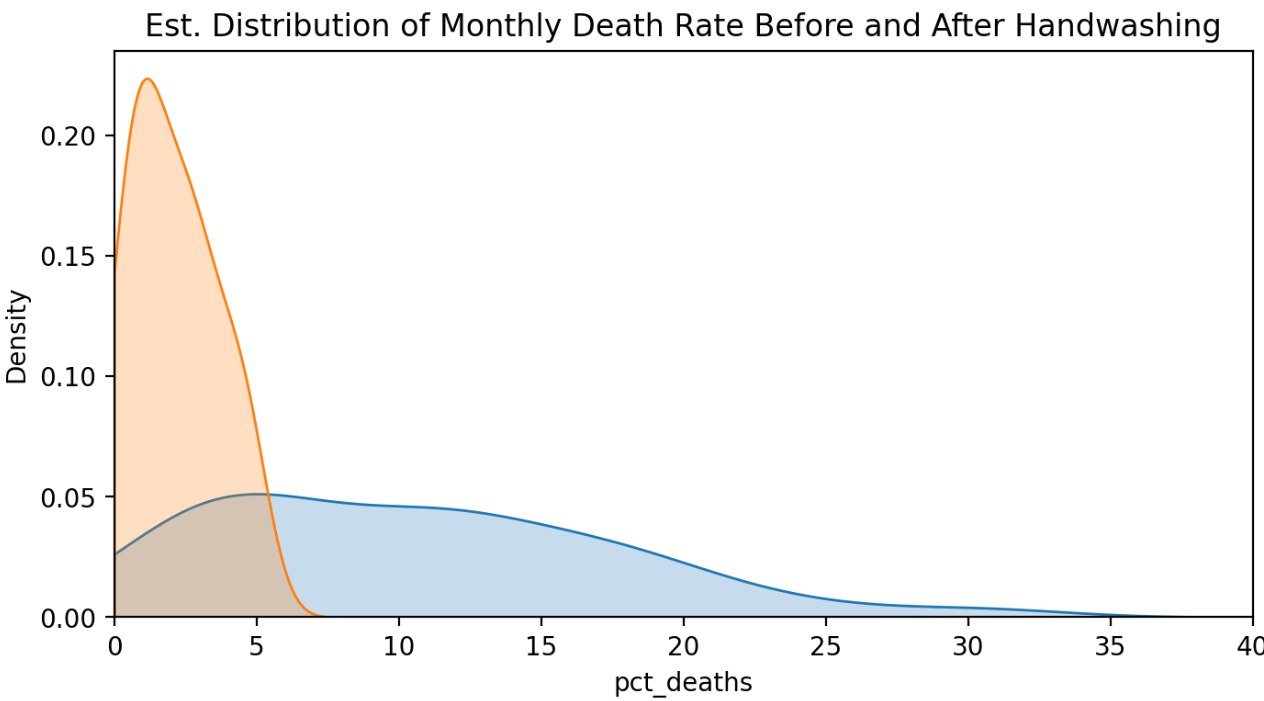 Est. Distribution of Monthly Death Rate Before and After Handwashing
0.20
0.15
0.10
0.05
0.00
Density
0 5 10 15 20 25 30 35 40
pct_deaths